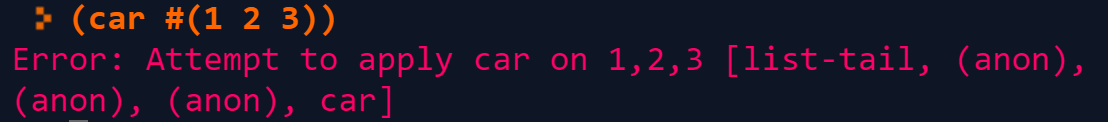 (car #(1 2 3))
Error: Attempt to apply car on 1,2,3 [list-tail, (anon),
(anon), (anon), car]